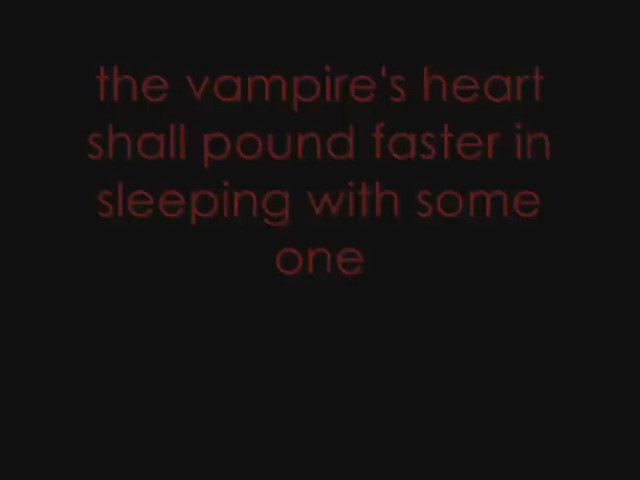 the vampire's heart
shall pound faster in
sleeping with some
one